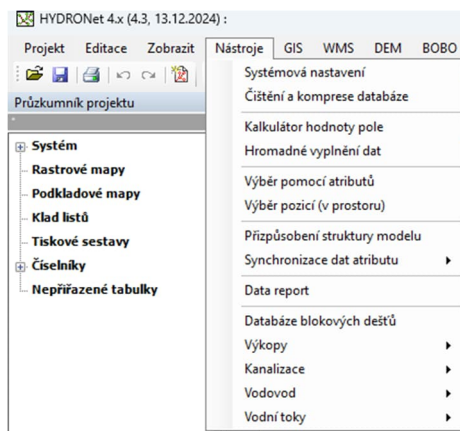 HYDRONet 4.x (4.3, 13.12.2024) :
Projekt Editace Zobrazit Nástroje GIS WMS DEM BOBO
Průzkumník projektu
Systém
Rastrové mapy
Podkladové mapy
Klad listů
Tiskové sestavy
Číselníky
Nepřiřazené tabulky
Systémová nastavení
Čištění a komprese databáze
Kalkulátor hodnoty pole
Hromadné vyplnění dat
Výběr pomocí atributů
Výběr pozicí (v prostoru)
Přizpůsobení struktury modelu
Synchronizace dat atributu
Data report
Databáze blokových dešťů
Výkopy
Kanalizace
Vodovod
Vodní toky